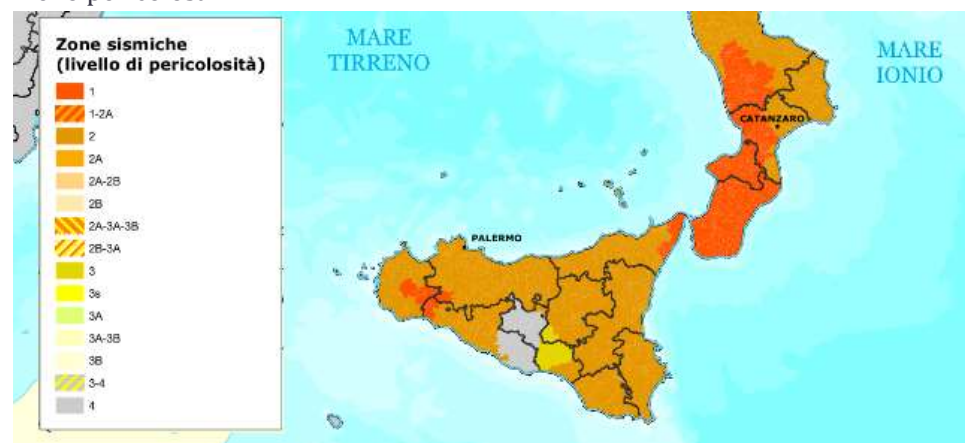 Zone sismiche
(livello di pericolosità)
1
1-2A
2
2A
2A-2B
2B
2A-3A-3B
2B-3A
3
3s
3A
3A-3B
3B
3-4
4
MARE
TIRRENO
MARE
IONIO
CATANZARO
PALERMO